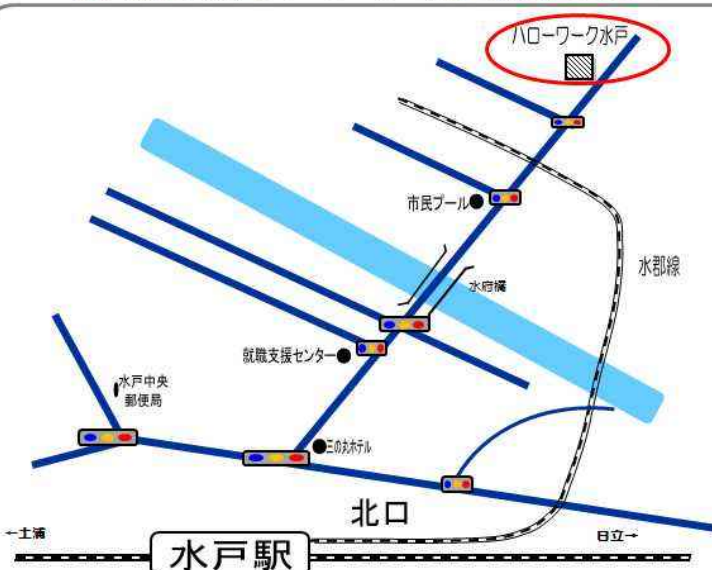 ハローワーク水戸
市民プール
水郡線
水府橋
就職支援センター
水戸中央
郵便局
三の丸ホテル
北口
←土浦
日立→
水戸駅